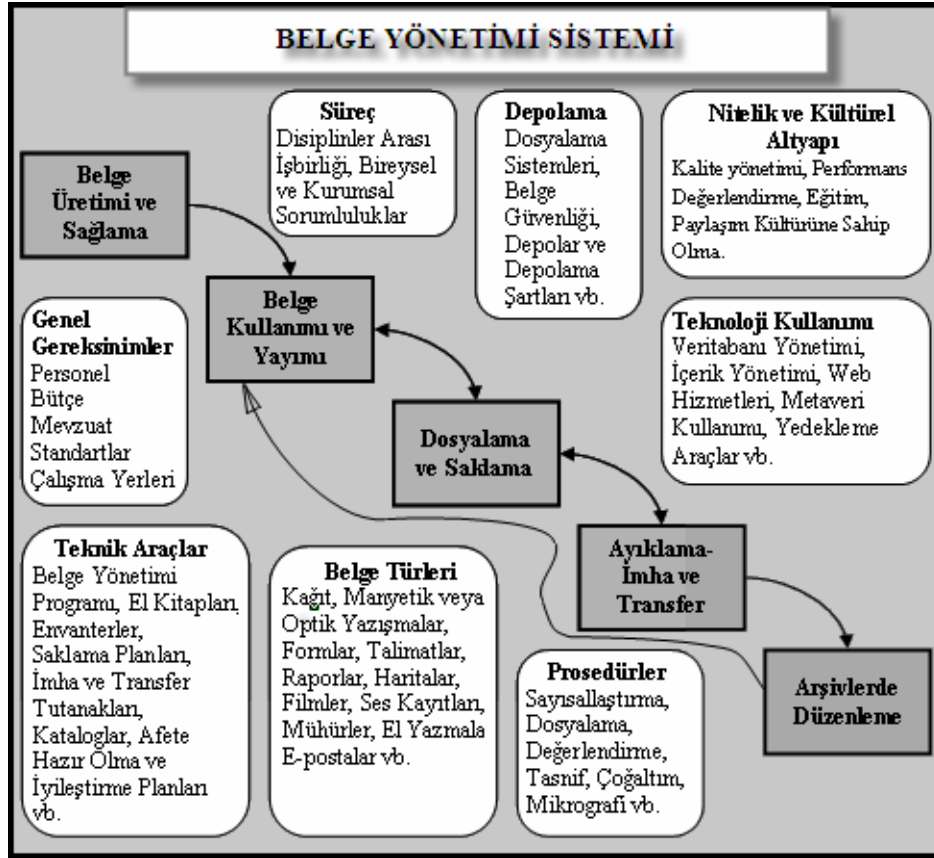 BELGE YÖNETİMİ SİSTEMİ
Süreç
Disiplinler Arası
İşbirliği, Bireysel
ve Kurumsal
Sorumluluklar
Depolama
Dosyalama
Sistemleri,
Belge
Güvenliği,
Depolar ve
Depolama
Şartları vb.
Nitelik ve Kültürel
Altyapı
Kalite yönetimi, Performans
Değerlendirme, Eğitim,
Paylaşım Kültürüne Sahip
Olma.
Belge
Üretimi ve
Sağlama
Belge
Kullanımı ve
Yayımı
Genel
Gereksinimler
Personel
Bütçe
Mevzuat
Standartlar
Çalışma Yerleri
Teknoloji Kullanımı
Veritabanı Yönetimi,
İçerik Yönetimi, Web
Hizmetleri, Metaveri
Kullanımı, Yedekleme
Araçlar vb.
Dosyalama
ve Saklama
Ayıklama-
İmha ve
Transfer
Teknik Araçlar
Belge Yönetimi
Programı, El Kitapları,
Envanterler,
Saklama Planları,
İmha ve Transfer
Tutanakları,
Kataloglar, Afete
Hazır Olma ve
İyileştirme Planları
vb.
Belge Türleri
Kağıt, Manyetik veya
Optik Yazışmalar,
Formlar, Talimatlar,
Raporlar, Haritalar,
Filmler, Ses Kayıtları,
Mühürler, El Yazmala
E-postalar vb.
Prosedürler
Sayısallaştırma,
Dosyalama,
Değerlendirme,
Tasnif, Çoğaltım,
Mikrografi vb.
Arşivlerde
Düzenleme